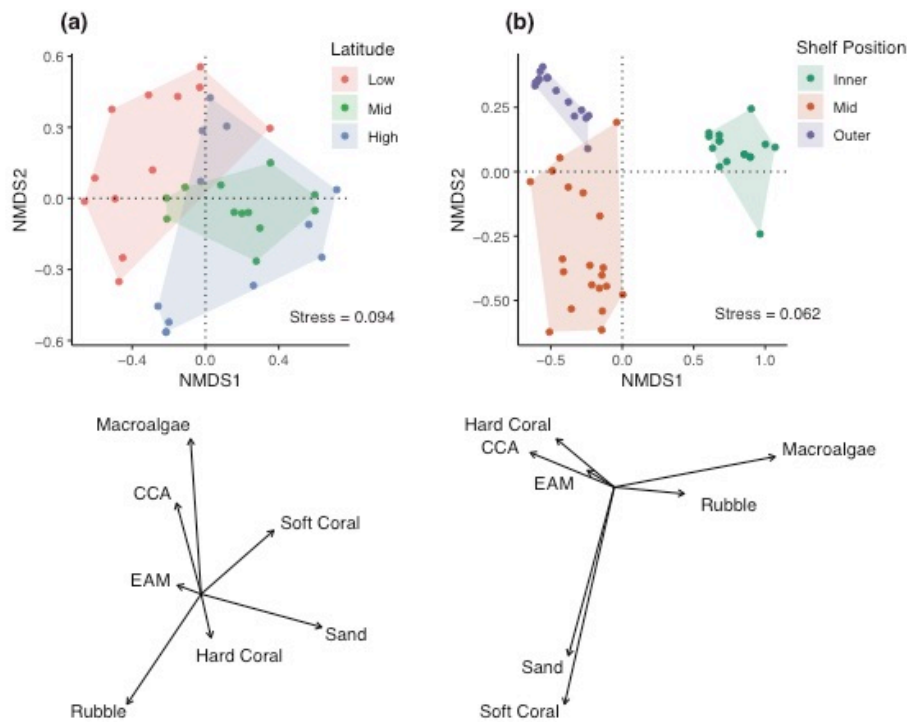 (a)
Latitude
Low
Mid
High
0.6
0.3
0.0
−0.3
−0.6
NMDS2
−0.4
0.0
0.4
NMDS1
Stress = 0.094
(b)
Shelf Position
Inner
Mid
Outer
0.25
0.00
−0.25
−0.50
NMDS2
−0.5
0.0
0.5
1.0
NMDS1
Stress = 0.062
Macroalgae
CCA
Soft Coral
EAM
Sand
Hard Coral
Rubble
Hard Coral
CCA
EAM
Macroalgae
Rubble
Sand
Soft Coral